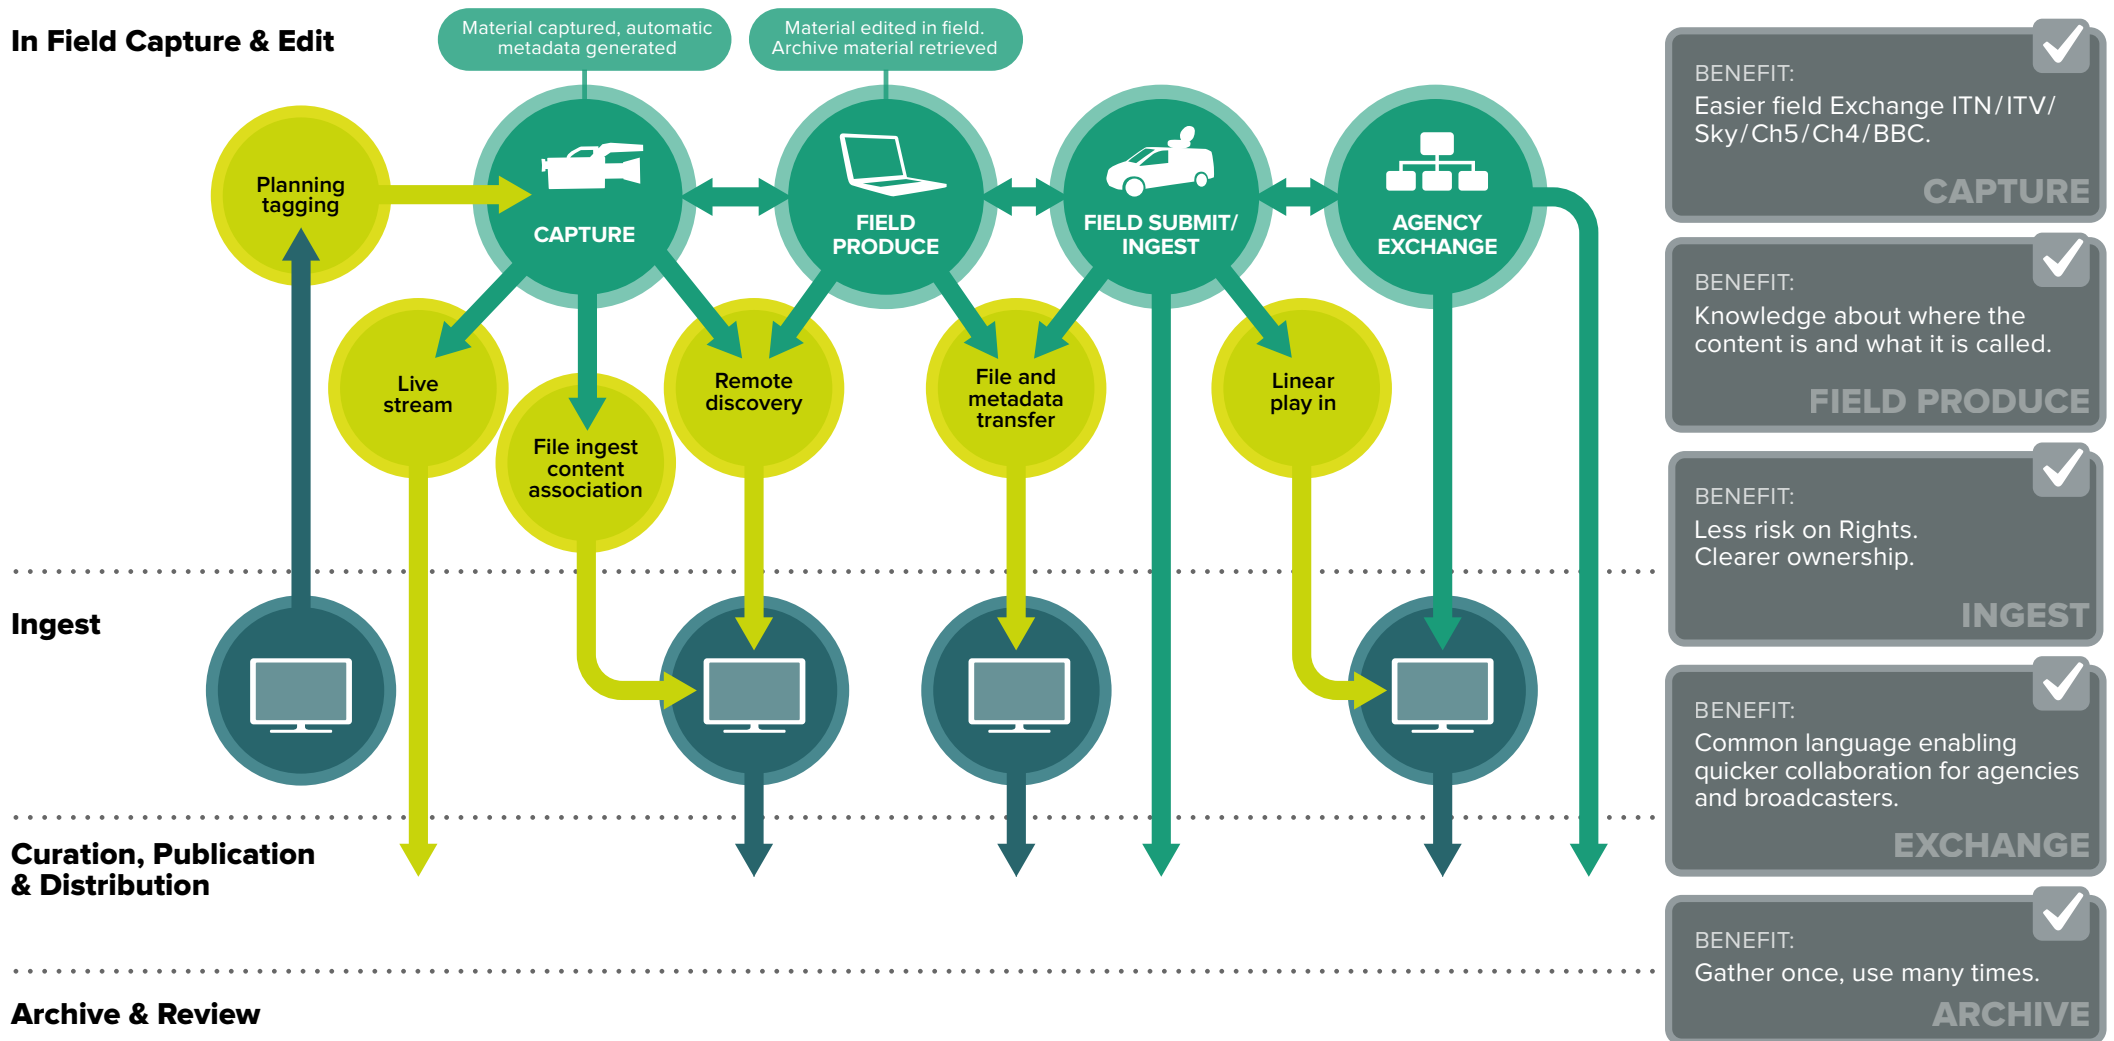 In Field Capture & Edit
Material captured, automatic
metadata generated
Material edited in field.
Archive material retrieved
Planning
tagging
CAPTURE
FIELD
PRODUCE
FIELD SUBMIT/
INGEST
AGENCY
EXCHANGE
Live
stream
File ingest
content
association
Remote
discovery
File and
metadata
transfer
Linear
play in
Ingest
Curation, Publication
& Distribution
Archive & Review
BENEFIT:
Easier field Exchange ITN/ITV/
Sky/Ch5/Ch4/BBC.
CAPTURE
BENEFIT:
Knowledge about where the
content is and what it is called.
FIELD PRODUCE
BENEFIT:
Less risk on Rights.
Clearer ownership.
INGEST
BENEFIT:
Common language enabling
quicker collaboration for agencies
and broadcasters.
EXCHANGE
BENEFIT:
Gather once, use many times.
ARCHIVE